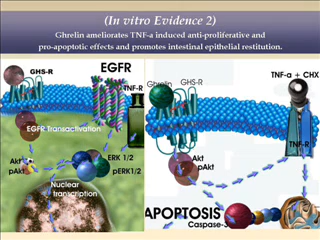 (In vitro Evidence 2)
Ghrelin ameliorates TNF-a induced anti-proliferative and
pro-apoptotic effects and promotes intestinal epithelial restitution.
GHS-R
EGFR
TNF-R
EGFR Transactivation
Akt
pAkt
ERK 1/2
pERK1/2
Nuclear
transcription
Ghrelin
GHS-R
TNF-α + CHX
TNF-R
Akt
pAkt
APOPTOSIS
Caspase-3